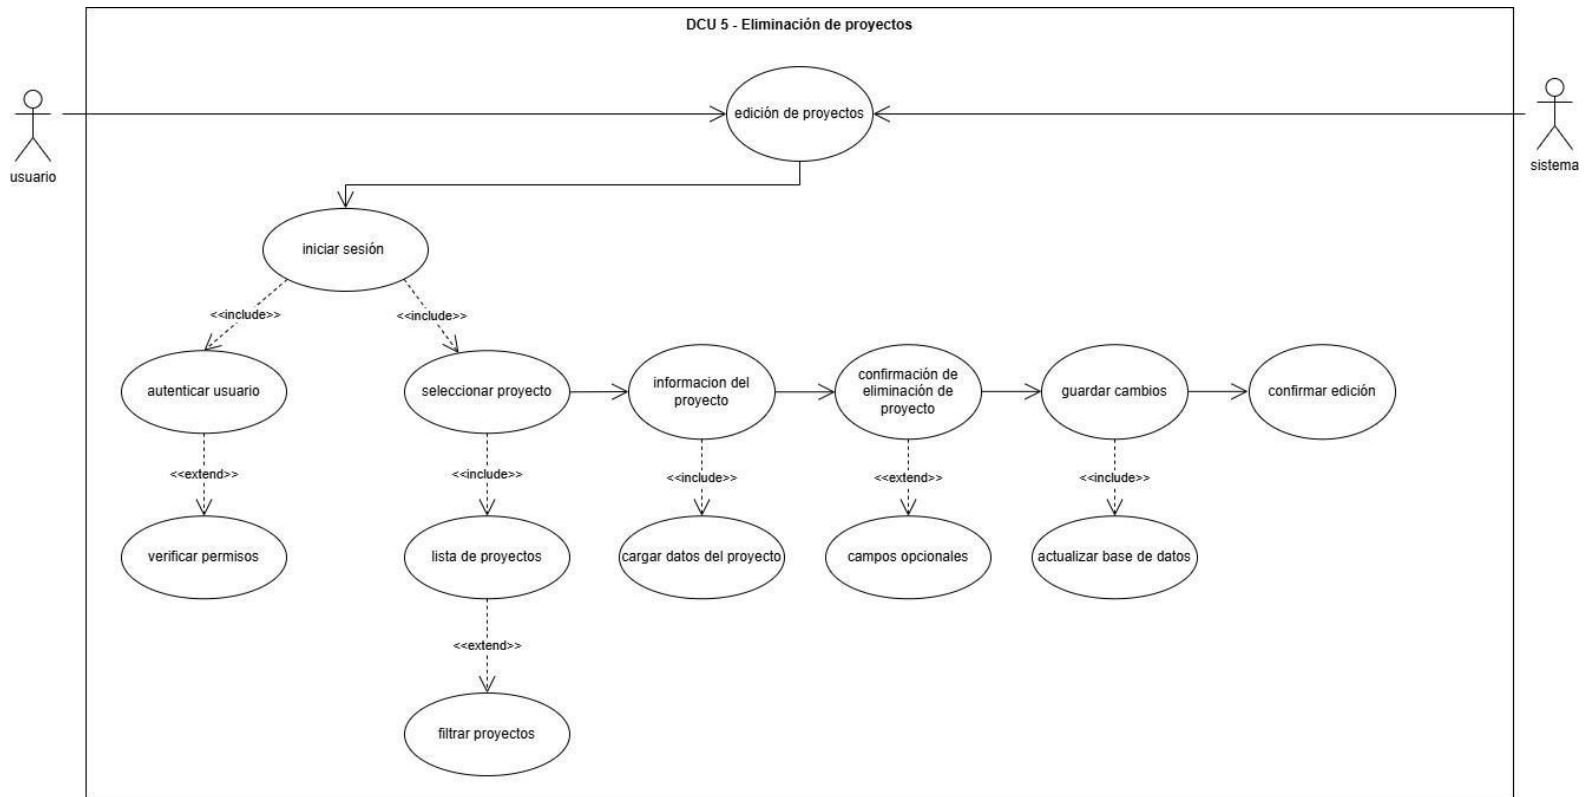 DCU 5 - Eliminación de proyectos
edición de proyectos
usuario
sistema
iniciar sesión
<<include>>
<<include>>
autenticar usuario
seleccionar proyecto
informacion del
proyecto
confirmación de
eliminación de
proyecto
guardar cambios
confirmar edición
<<extend>>
<<include>>
<<include>>
<<extend>>
<<include>>
verificar permisos
lista de proyectos
cargar datos del proyecto
campos opcionales
actualizar base de datos
<<extend>>
filtrar proyectos